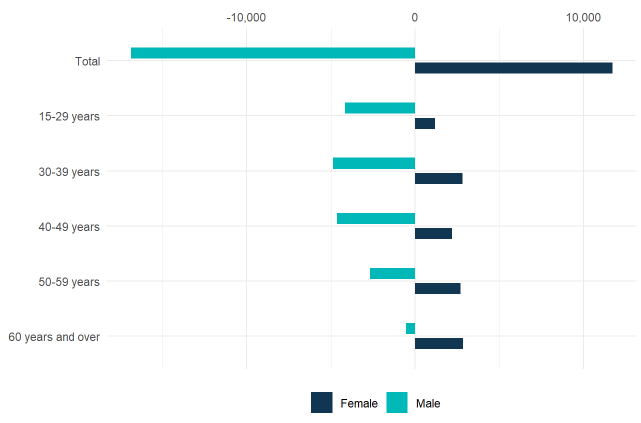 -10,000 0 10,000
Total
15-29 years
30-39 years
40-49 years
50-59 years
60 years and over
Female Male